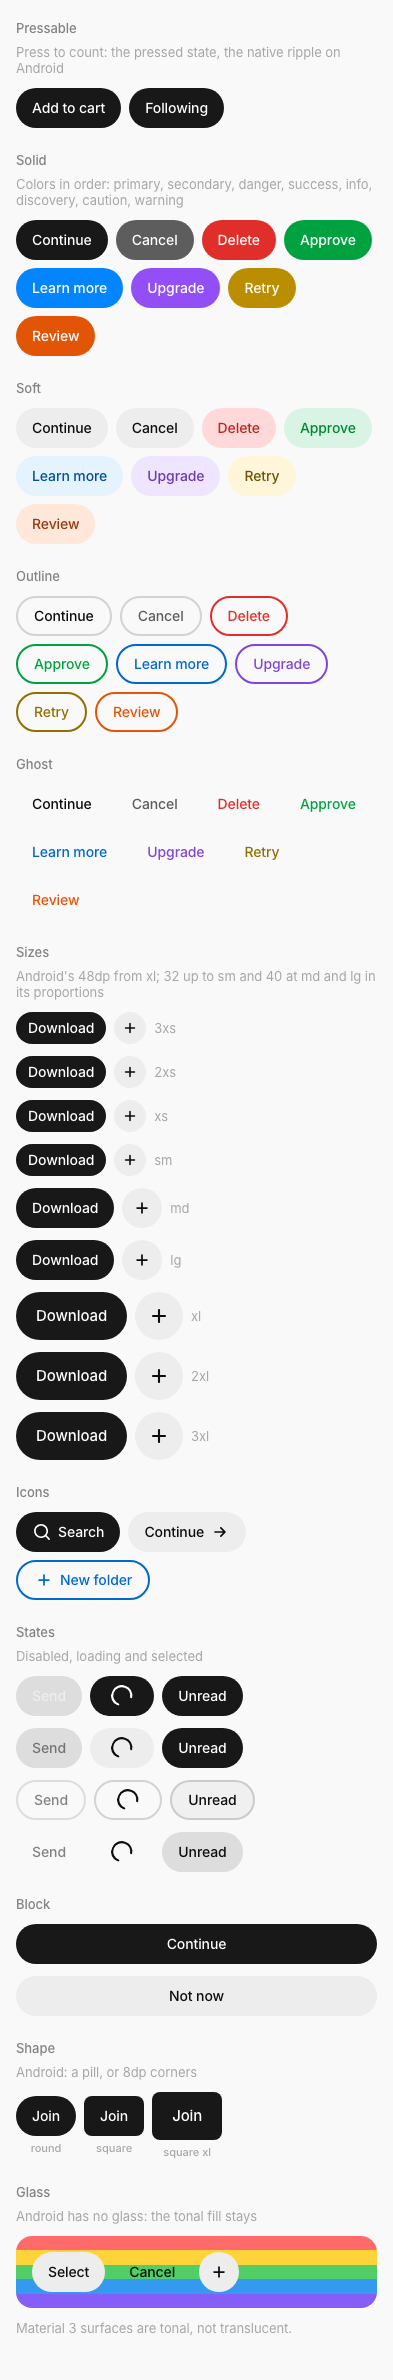 Pressable
Press to count: the pressed state, the native ripple on
Android
Add to cart Following
Solid
Colors in order: primary, secondary, danger, success, info,
discovery, caution, warning
Continue Cancel Delete Approve
Learn more Upgrade Retry
Review
Soft
Continue Cancel Delete Approve
Learn more Upgrade Retry
Review
Outline
Continue Cancel Delete
Approve Learn more Upgrade
Retry Review
Ghost
Continue Cancel Delete Approve
Learn more Upgrade Retry
Review
Sizes
Android's 48dp from xl; 32 up to sm and 40 at md and lg in
its proportions
Download + 3xs
Download + 2xs
Download + xs
Download + sm
Download + md
Download + lg
Download + xl
Download + 2xl
Download + 3xl
Icons
Search Continue →
+ New folder
States
Disabled, loading and selected
Send Unread
Send Unread
Send Unread
Send Unread
Block
Continue
Not now
Shape
Android: a pill, or 8dp corners
Join Join Join
round square square xl
Glass
Android has no glass: the tonal fill stays
Select Cancel +
Material 3 surfaces are tonal, not translucent.